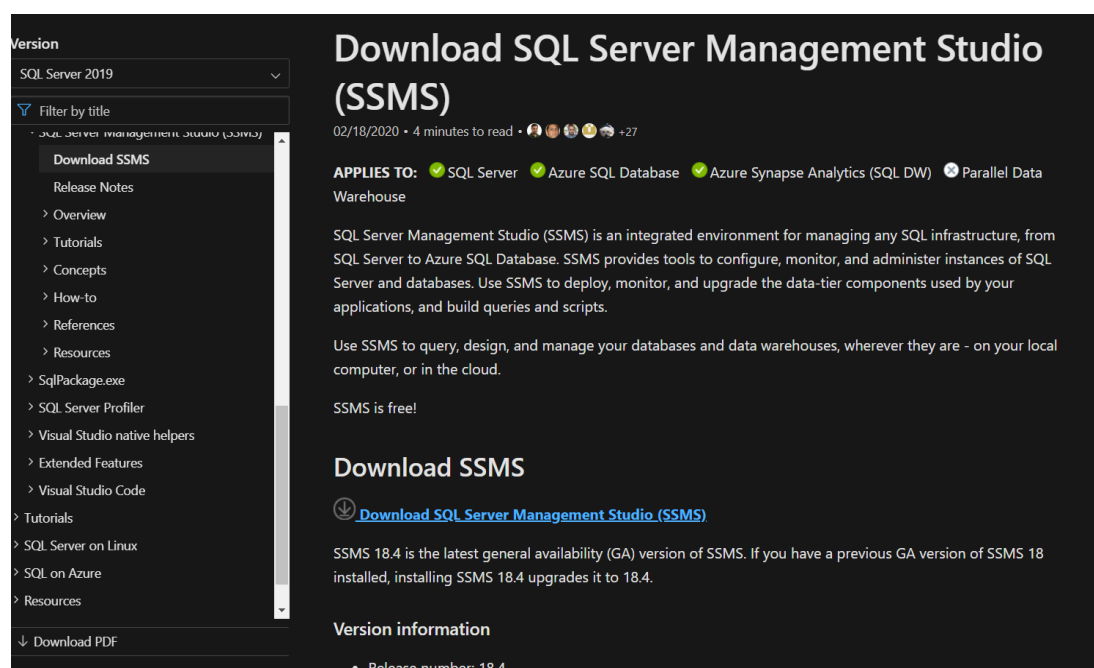 Version
SQL Server 2019
Filter by title
SQL Server Management Studio (SSMS)
Download SSMS
Release Notes
Overview
Tutorials
Concepts
How-to
References
Resources
SqlPackage.exe
SQL Server Profiler
Visual Studio native helpers
Extended Features
Visual Studio Code
Tutorials
SQL Server on Linux
SQL on Azure
Resources
Download PDF
Download SQL Server Management Studio
(SSMS)
02/18/2020 • 4 minutes to read • +27
APPLIES TO: SQL Server Azure SQL Database Azure Synapse Analytics (SQL DW) Parallel Data
Warehouse
SQL Server Management Studio (SSMS) is an integrated environment for managing any SQL infrastructure, from
SQL Server to Azure SQL Database. SSMS provides tools to configure, monitor, and administer instances of SQL
Server and databases. Use SSMS to deploy, monitor, and upgrade the data-tier components used by your
applications, and build queries and scripts.
Use SSMS to query, design, and manage your databases and data warehouses, wherever they are - on your local
computer, or in the cloud.
SSMS is free!
Download SSMS
Download SQL Server Management Studio (SSMS)
SSMS 18.4 is the latest general availability (GA) version of SSMS. If you have a previous GA version of SSMS 18
installed, installing SSMS 18.4 upgrades it to 18.4.
Version information
• Release number: 18.4